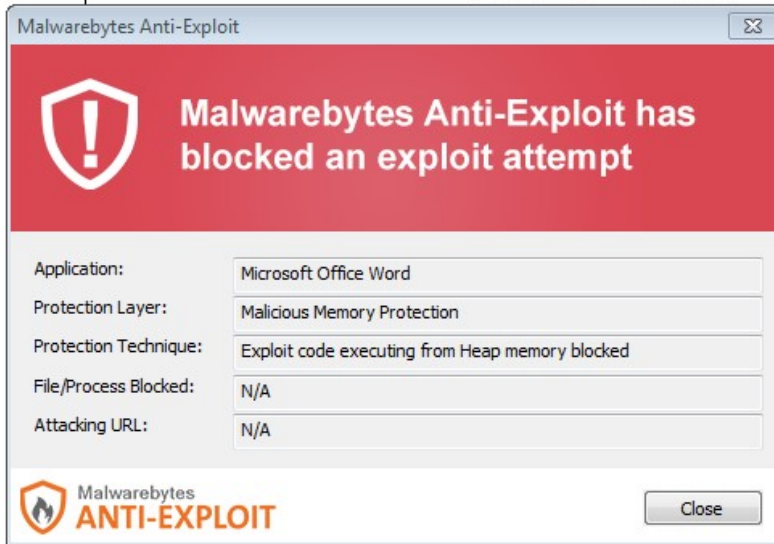 Malwarebytes Anti-Exploit
Malwarebytes Anti-Exploit has
blocked an exploit attempt
Application: Microsoft Office Word
Protection Layer: Malicious Memory Protection
Protection Technique: Exploit code executing from Heap memory blocked
File/Process Blocked: N/A
Attacking URL: N/A
Malwarebytes
ANTI-EXPLOIT
Close